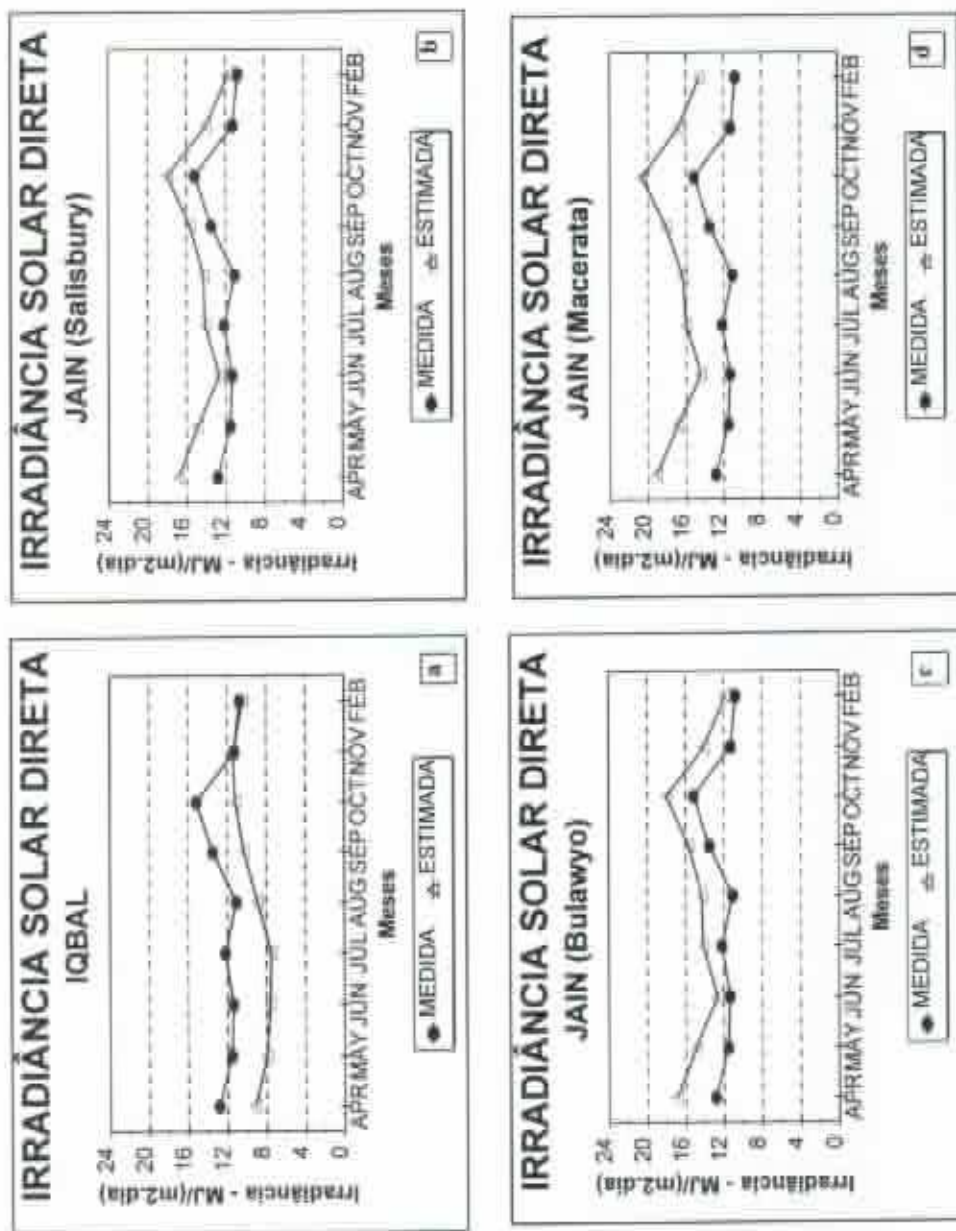 IRRADIÂNCIA SOLAR DIRETA
IQBAL
Irradiância - MJ/(m2.dia)
24
20
16
12
8
4
0
APR MAY JUN JUL AUG SEP OCT NOV FEB
Meses
MEDIDA ESTIMADA
a
IRRADIÂNCIA SOLAR DIRETA
JAIN (Salisbury)
Irradiância - MJ/(m2.dia)
24
20
16
12
8
4
0
APR MAY JUN JUL AUG SEP OCT NOV FEB
Meses
MEDIDA ESTIMADA
b
IRRADIÂNCIA SOLAR DIRETA
JAIN (Bulawyo)
Irradiância - MJ/(m2.dia)
24
20
16
12
8
4
0
APR MAY JUN JUL AUG SEP OCT NOV FEB
Meses
MEDIDA ESTIMADA
c
IRRADIÂNCIA SOLAR DIRETA
JAIN (Macerata)
Irradiância - MJ/(m2.dia)
24
20
16
12
8
4
0
APR MAY JUN JUL AUG SEP OCT NOV FEB
Meses
MEDIDA ESTIMADA
d